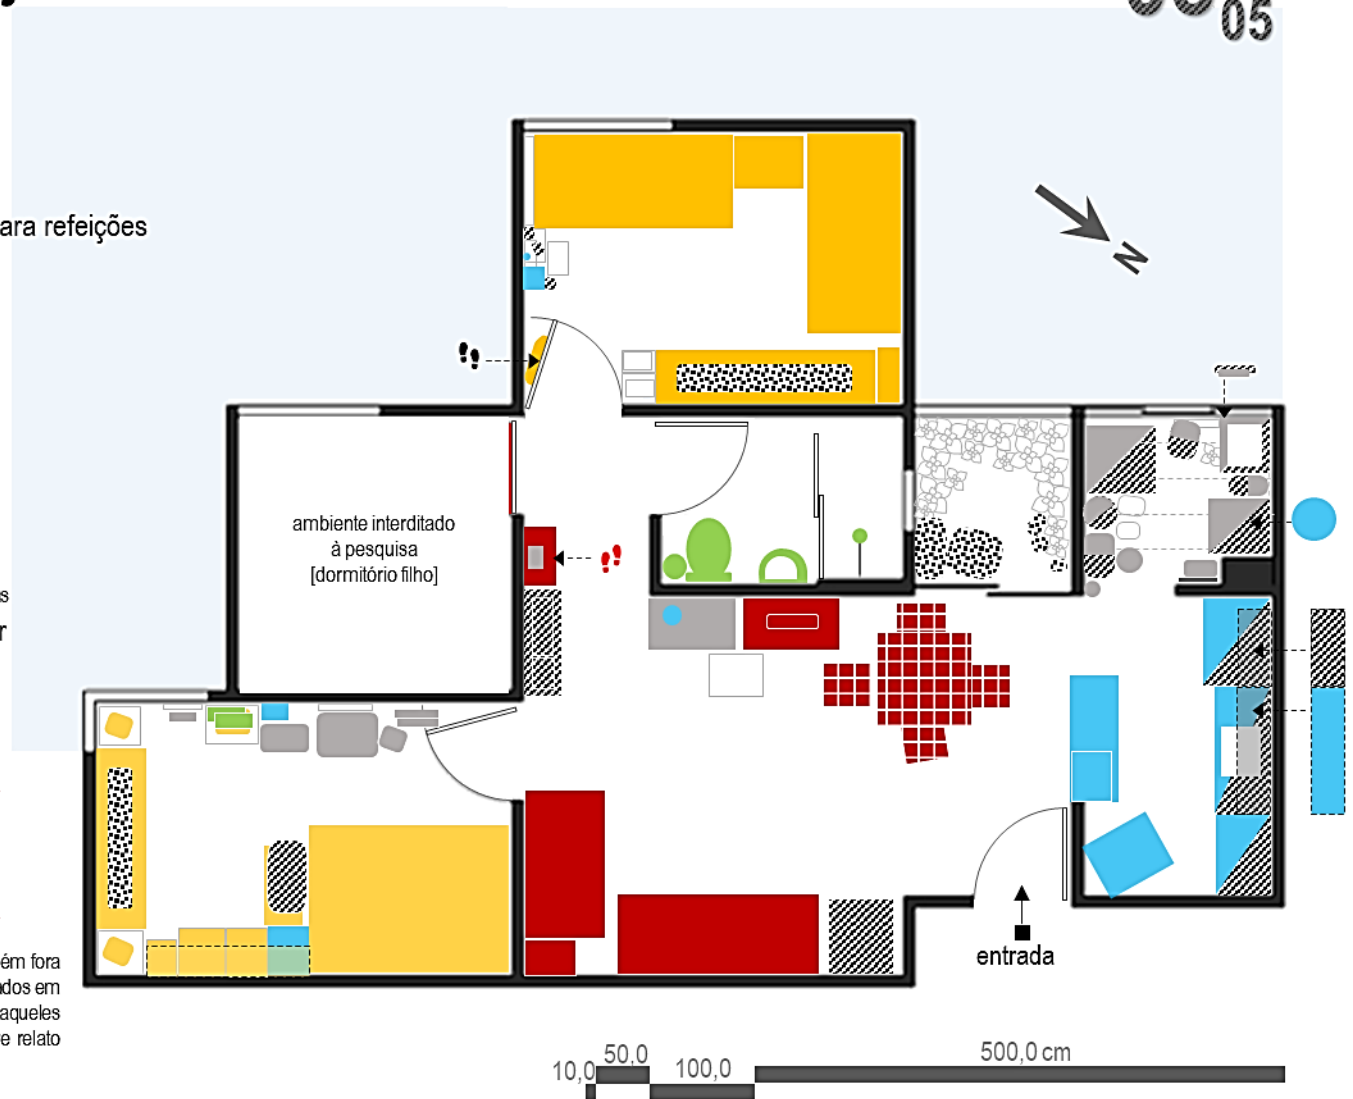 05
ara refeições
N
ambiente interditado
à pesquisa
[dormitório filho]
s
r
entrada
ém fora
dos em
aqueles
e relato
50,0
500,0 cm
10,0
100,0